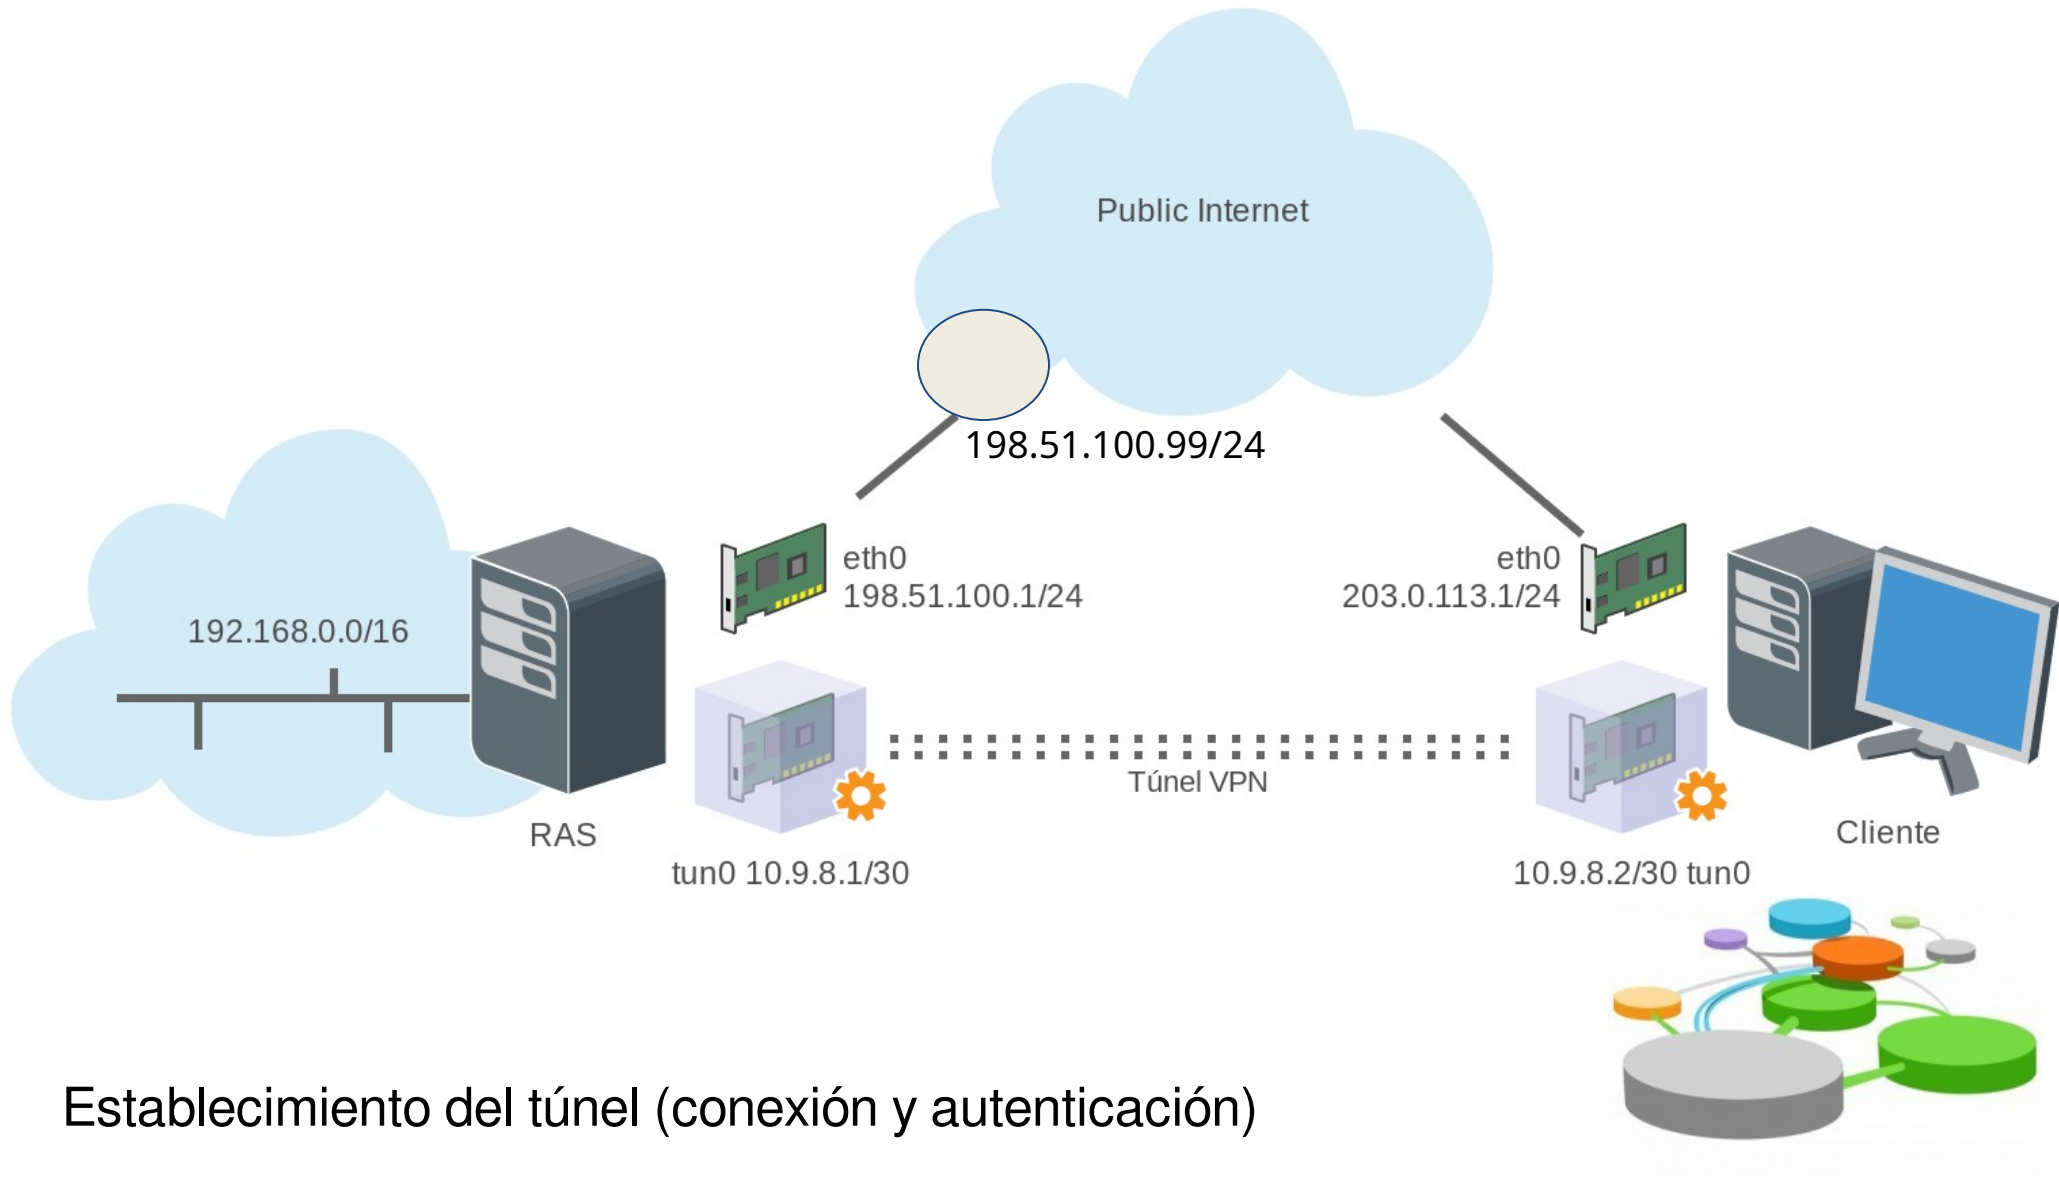 Public Internet
198.51.100.99/24
eth0
198.51.100.1/24
eth0
203.0.113.1/24
192.168.0.0/16
Túnel VPN
RAS
Cliente
tun0 10.9.8.1/30
10.9.8.2/30 tun0
Establecimiento del túnel (conexión y autenticación)